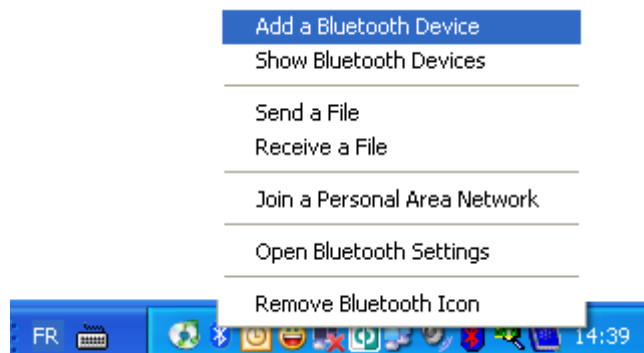 Add a Bluetooth Device
Show Bluetooth Devices
Send a File
Receive a File
Join a Personal Area Network
Open Bluetooth Settings
Remove Bluetooth Icon
FR 14:39